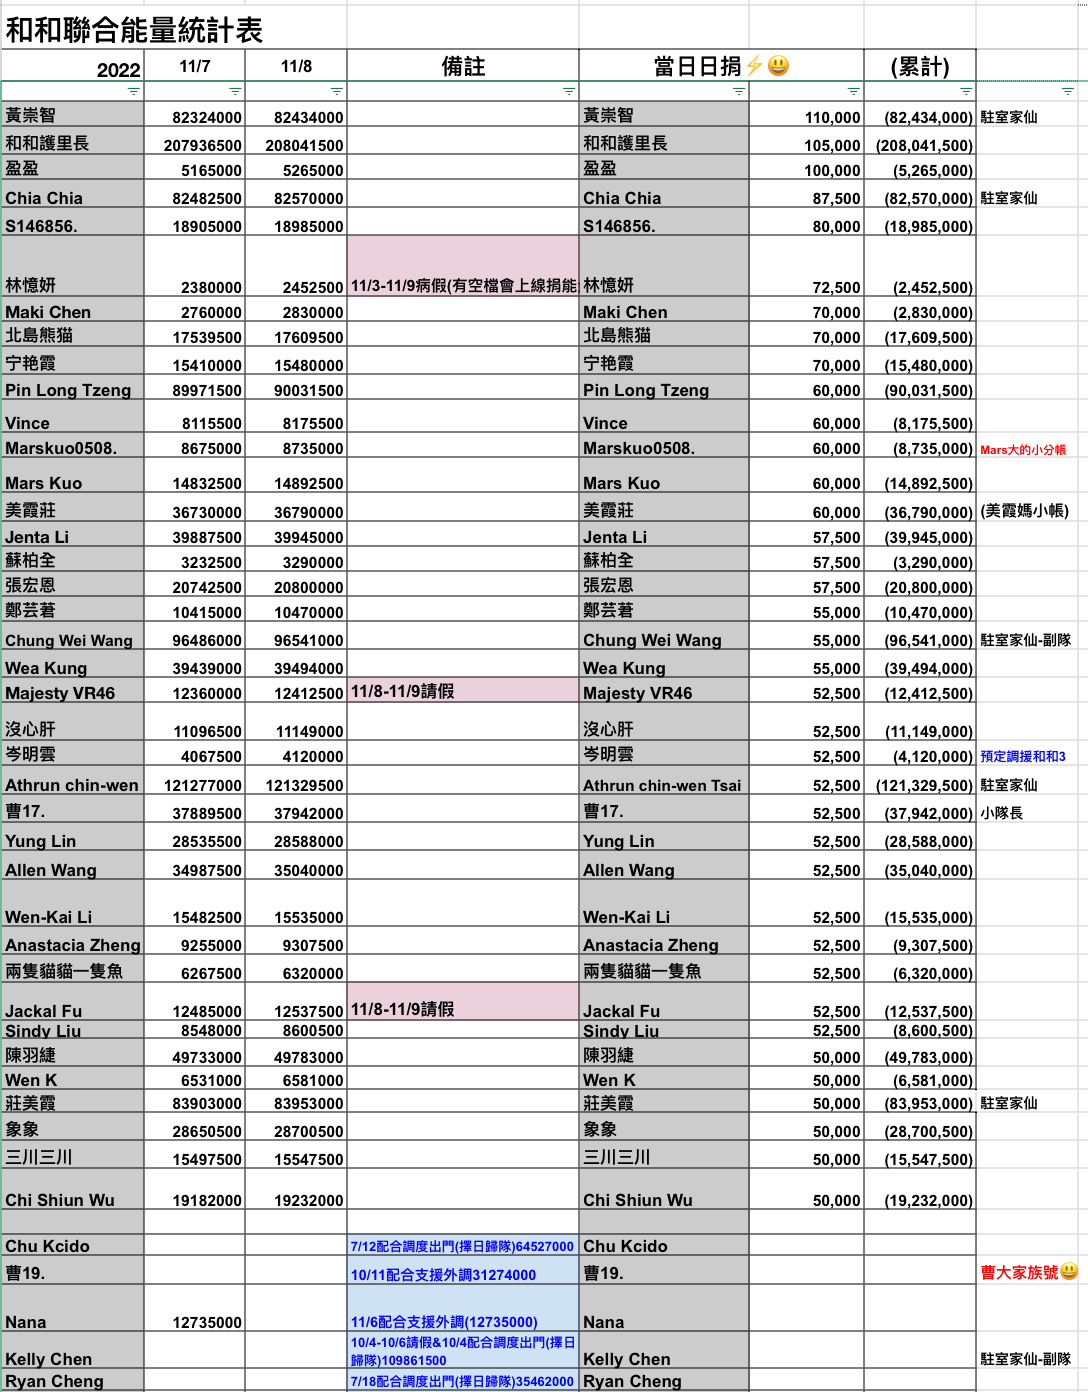 和和聯合能量統計表
2022 11/7 11/8 備註 當日日捐⚡😃 (累計)
黃崇智 82324000 82434000 黃崇智 110,000 (82,434,000) 駐室家仙
和和護里長 207936500 208041500 和和護里長 105,000 (208,041,500)
盈盈 5165000 5265000 盈盈 100,000 (5,265,000)
Chia Chia 82482500 82570000 Chia Chia 87,500 (82,570,000) 駐室家仙
S146856. 18905000 18985000 S146856. 80,000 (18,985,000)
林憶妍 2380000 2452500 11/3-11/9病假(有空檔會上線捐能 林憶妍 72,500 (2,452,500)
Maki Chen 2760000 2830000 Maki Chen 70,000 (2,830,000)
北島熊猫 17539500 17609500 北島熊猫 70,000 (17,609,500)
宁艳霞 15410000 15480000 宁艳霞 70,000 (15,480,000)
Pin Long Tzeng 89971500 90031500 Pin Long Tzeng 60,000 (90,031,500)
Vince 8115500 8175500 Vince 60,000 (8,175,500)
Marskuo0508. 8675000 8735000 Marskuo0508. 60,000 (8,735,000) Mars大的小分帳
Mars Kuo 14832500 14892500 Mars Kuo 60,000 (14,892,500)
美霞莊 36730000 36790000 美霞莊 60,000 (36,790,000) (美霞媽小帳)
Jenta Li 39887500 39945000 Jenta Li 57,500 (39,945,000)
蘇柏全 3232500 3290000 蘇柏全 57,500 (3,290,000)
張宏恩 20742500 20800000 張宏恩 57,500 (20,800,000)
鄭芸莙 10415000 10470000 鄭芸莙 55,000 (10,470,000)
Chung Wei Wang 96486000 96541000 Chung Wei Wang 55,000 (96,541,000) 駐室家仙-副隊
Wea Kung 39439000 39494000 Wea Kung 55,000 (39,494,000)
Majesty VR46 12360000 12412500 11/8-11/9請假 Majesty VR46 52,500 (12,412,500)
沒心肝 11096500 11149000 沒心肝 52,500 (11,149,000)
岑明雲 4067500 4120000 岑明雲 52,500 (4,120,000) 預定調援和和3
Athrun chin-wen 121277000 121329500 Athrun chin-wen Tsai 52,500 (121,329,500) 駐室家仙
曹17. 37889500 37942000 曹17. 52,500 (37,942,000) 小隊長
Yung Lin 28535500 28588000 Yung Lin 52,500 (28,588,000)
Allen Wang 34987500 35040000 Allen Wang 52,500 (35,040,000)
Wen-Kai Li 15482500 15535000 Wen-Kai Li 52,500 (15,535,000)
Anastacia Zheng 9255000 9307500 Anastacia Zheng 52,500 (9,307,500)
兩隻貓貓一隻魚 6267500 6320000 兩隻貓貓一隻魚 52,500 (6,320,000)
Jackal Fu 12485000 12537500 11/8-11/9請假 Jackal Fu 52,500 (12,537,500)
Sindy Liu 8548000 8600500 Sindy Liu 52,500 (8,600,500)
陳羽緁 49733000 49783000 陳羽緁 50,000 (49,783,000)
Wen K 6531000 6581000 Wen K 50,000 (6,581,000)
莊美霞 83903000 83953000 莊美霞 50,000 (83,953,000) 駐室家仙
象象 28650500 28700500 象象 50,000 (28,700,500)
三川三川 15497500 15547500 三川三川 50,000 (15,547,500)
Chi Shiun Wu 19182000 19232000 Chi Shiun Wu 50,000 (19,232,000)
Chu Kcido 7/12配合調度出門(擇日歸隊)64527000 Chu Kcido
曹19. 10/11配合支援外調31274000 曹19. 曹大家族號😃
Nana 12735000 11/6配合支援外調(12735000) Nana
10/4-10/6請假&10/4配合調度出門(擇日
Kelly Chen 歸隊)109861500 Kelly Chen 駐室家仙-副隊
Ryan Cheng 7/18配合調度出門(擇日歸隊)35462000 Ryan Cheng